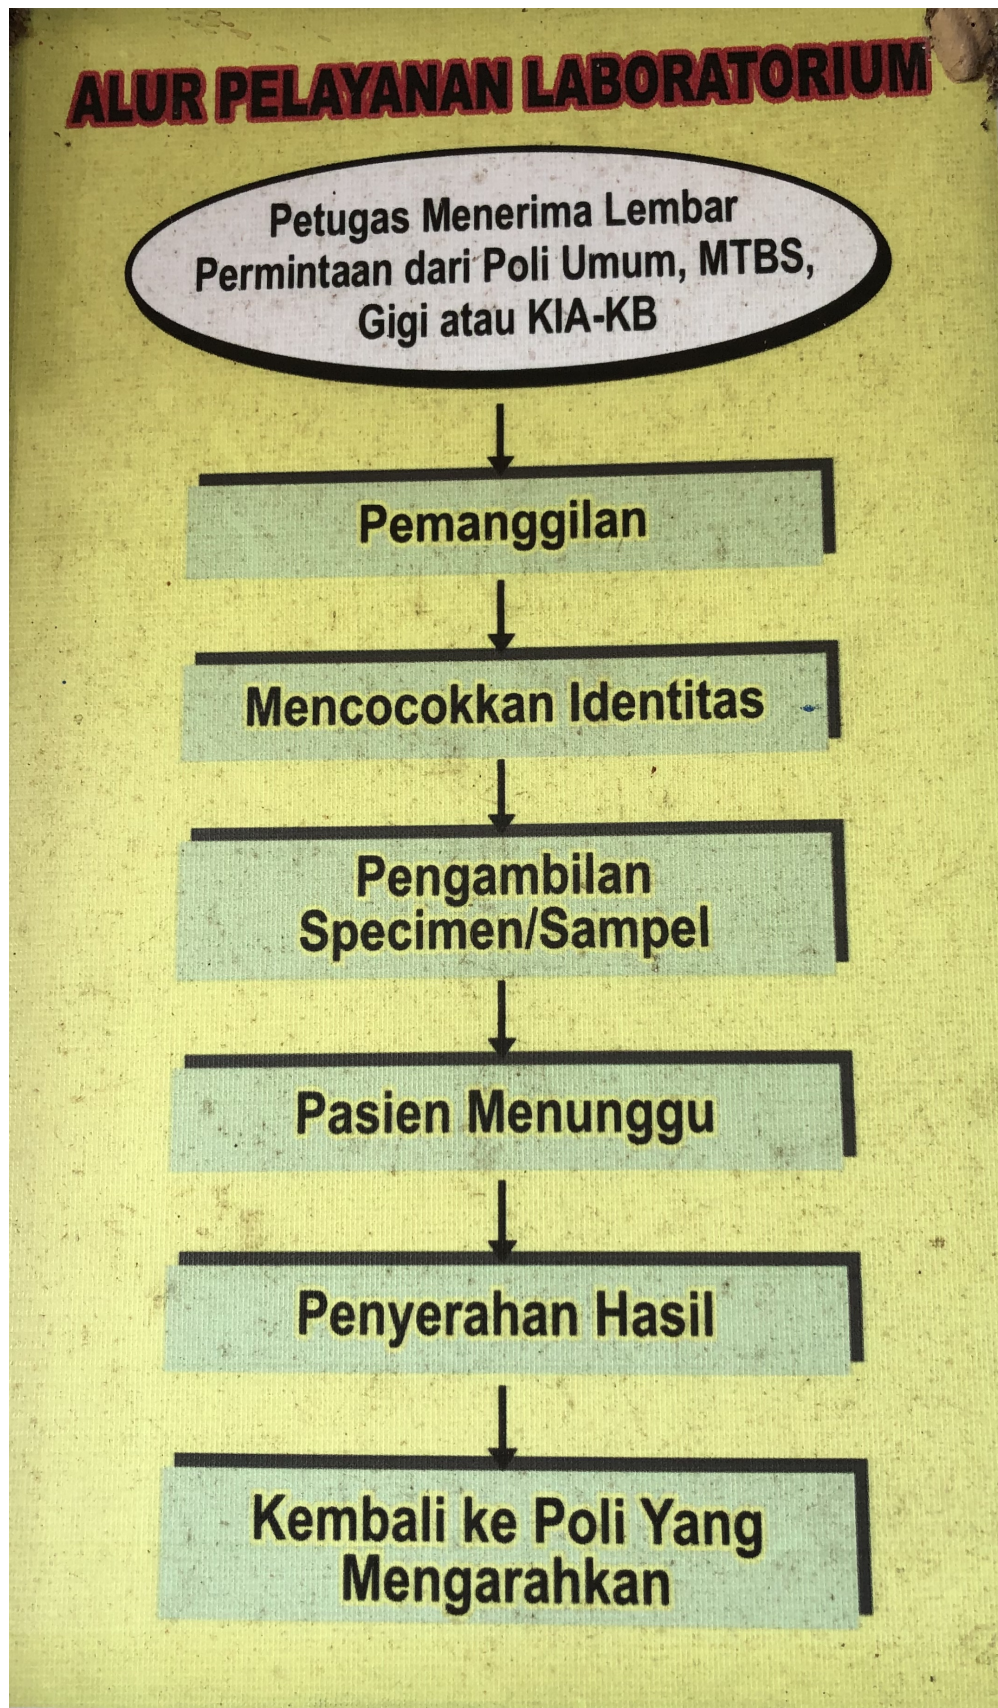 ALUR PELAYANAN LABORATORIUM
Petugas Menerima Lembar
Permintaan dari Poli Umum, MTBS,
Gigi atau KIA-KB
Pemanggilan
Mencocokkan Identitas
Pengambilan
Specimen/Sampel
Pasien Menunggu
Penyerahan Hasil
Kembali ke Poli Yang
Mengarahkan